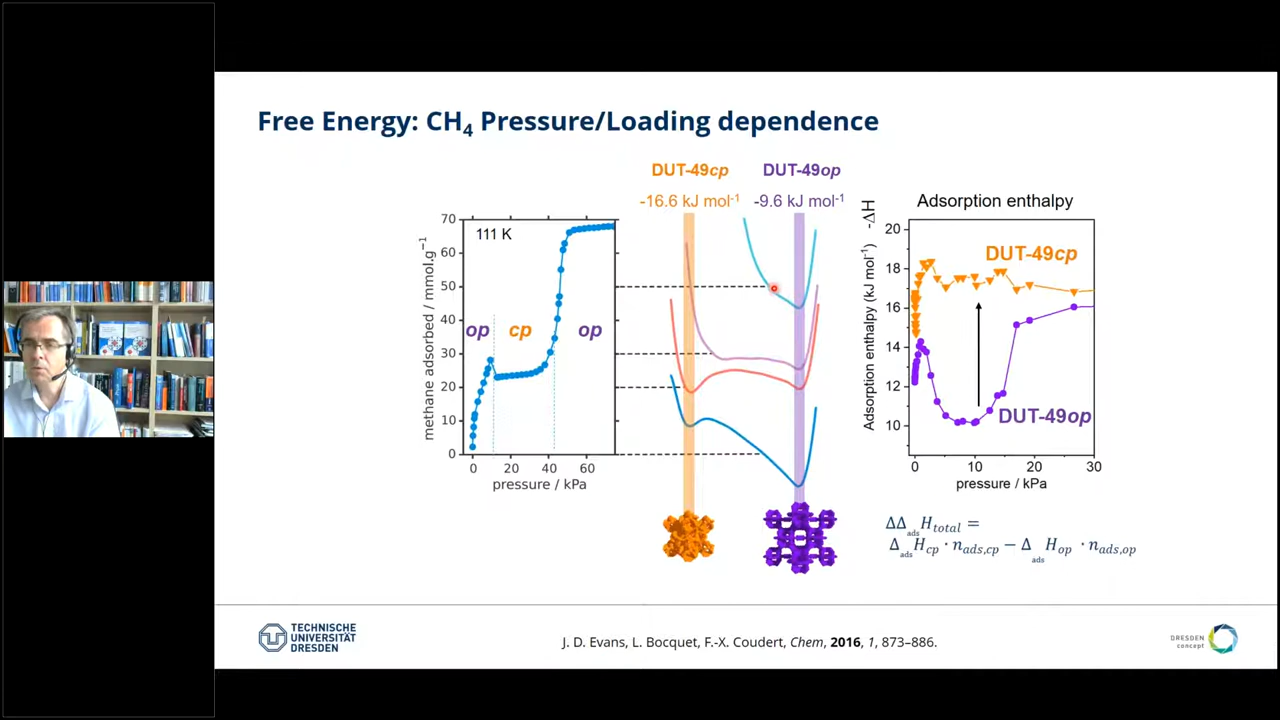 Free Energy: CH4 Pressure/Loading dependence
DUT-49cp
DUT-49op
-16.6 kJ mol-1
-9.6 kJ mol-1
methane adsorbed / mmol.g−1
70
60
50
40
30
20
10
0
111 K
op
cp
op
0
20
40
60
pressure / kPa
Adsorption enthalpy
Adsorption enthalpy (kJ mol-1) -ΔH
20
18
16
14
12
10
DUT-49cp
DUT-49op
0
10
20
30
pressure / kPa
ΔΔadsHtotal =
ΔadsHcp · nads,cp − ΔadsHop · nads,op
TECHNISCHE
UNIVERSITÄT
DRESDEN
J. D. Evans, L. Bocquet, F.-X. Coudert, Chem, 2016, 1, 873–886.
DRESDEN
concept